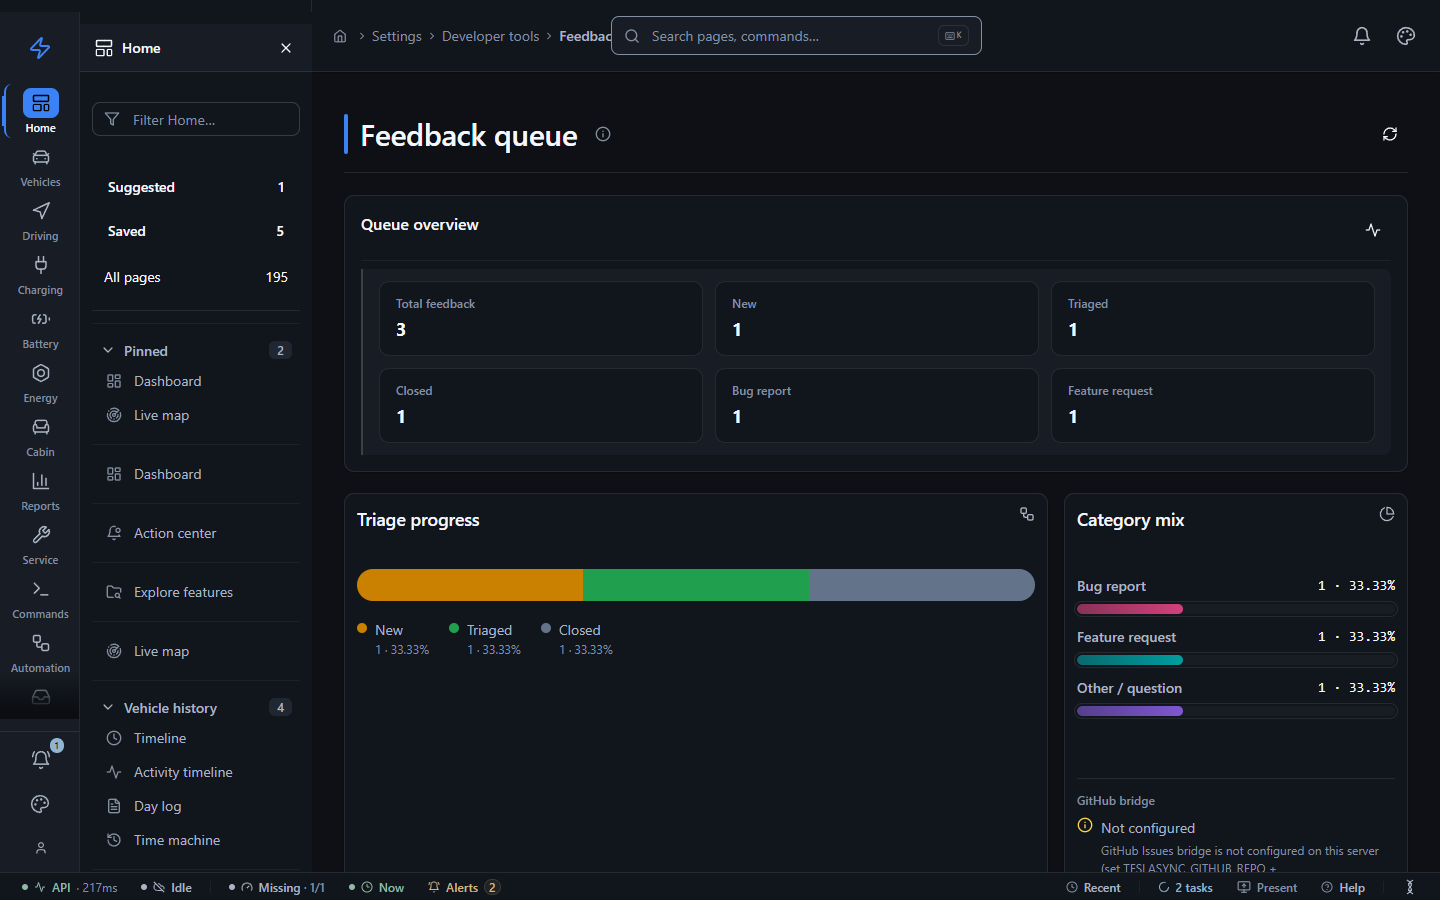 Home
Settings
Developer tools
Feedbac
Search pages, commands...
K
Home
Vehicles
Driving
Charging
Battery
Energy
Cabin
Reports
Service
Commands
Automation
1
Filter Home...
Suggested 1
Saved 5
All pages 195
Pinned 2
Dashboard
Live map
Dashboard
Action center
Explore features
Live map
Vehicle history 4
Timeline
Activity timeline
Day log
Time machine
Feedback queue
Queue overview
Total feedback
3
New
1
Triaged
1
Closed
1
Bug report
1
Feature request
1
Triage progress
New
1 · 33.33%
Triaged
1 · 33.33%
Closed
1 · 33.33%
Category mix
Bug report 1 · 33.33%
Feature request 1 · 33.33%
Other / question 1 · 33.33%
GitHub bridge
Not configured
GitHub Issues bridge is not configured on this server
(set TESLASYNC_GITHUB_REPO +
API · 217ms
Idle
Missing · 1/1
Now
Alerts 2
Recent
2 tasks
Present
Help